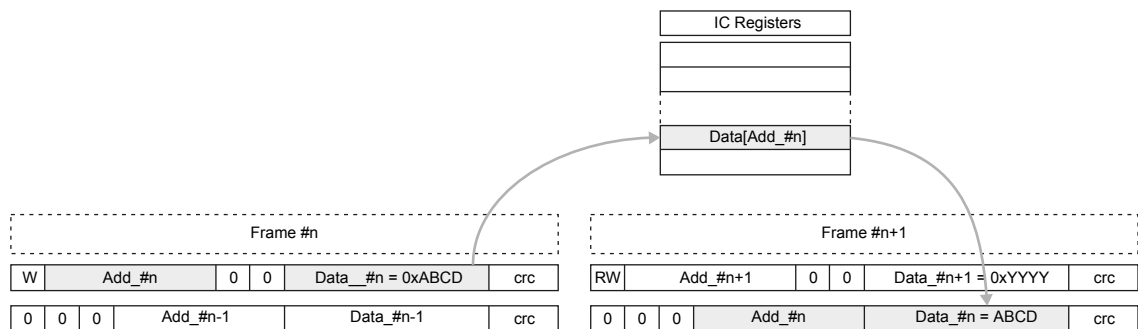 IC Registers
Data[Add_#n]
Frame #n
Frame #n+1
W Add_#n 0 0 Data__#n = 0xABCD crc
RW Add_#n+1 0 0 Data_#n+1 = 0xYYYY crc
0 0 0 Add_#n-1 Data_#n-1 crc
0 0 0 Add_#n Data_#n = ABCD crc